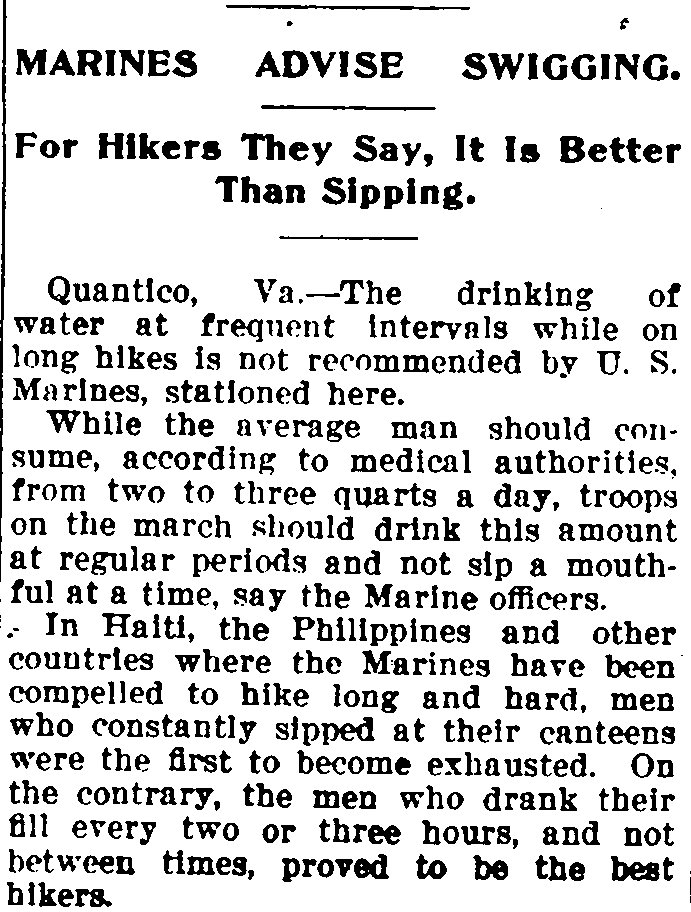 MARINES ADVISE SWIGGING.
For Hikers They Say, It Is Better
Than Sipping.
Quantico, Va.—The drinking of
water at frequent intervals while on
long hikes is not recommended by U. S.
Marines, stationed here.
While the average man should con-
sume, according to medical authorities,
from two to three quarts a day, troops
on the march should drink this amount
at regular periods and not sip a mouth-
ful at a time, say the Marine officers.
In Haiti, the Philippines and other
countries where the Marines have been
compelled to hike long and hard, men
who constantly sipped at their canteens
were the first to become exhausted. On
the contrary, the men who drank their
fill every two or three hours, and not
between times, proved to be the best
hikers.